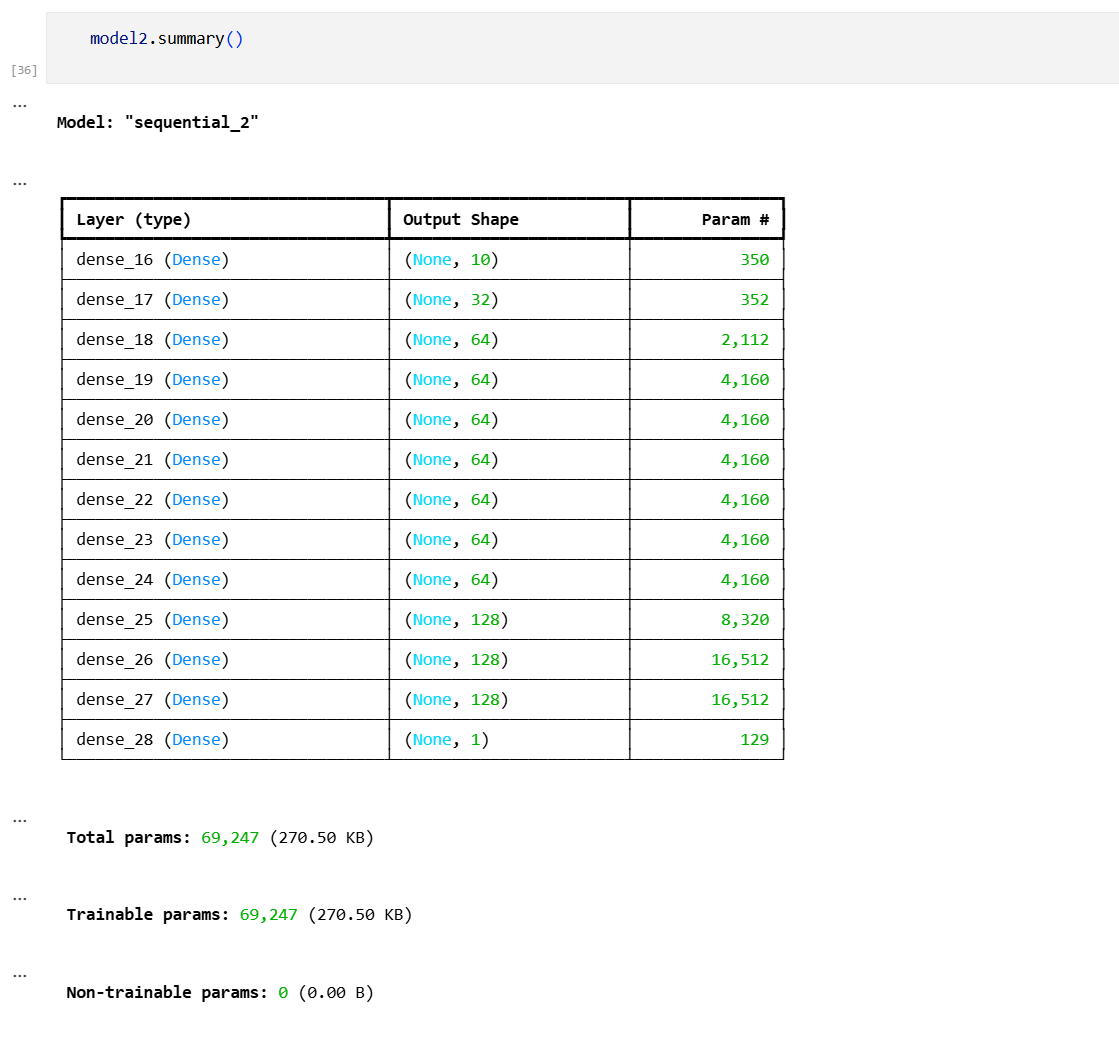 model2.summary()
[36]
...
Model: "sequential_2"
...
Layer (type) Output Shape Param #
dense_16 (Dense) (None, 10) 350
dense_17 (Dense) (None, 32) 352
dense_18 (Dense) (None, 64) 2,112
dense_19 (Dense) (None, 64) 4,160
dense_20 (Dense) (None, 64) 4,160
dense_21 (Dense) (None, 64) 4,160
dense_22 (Dense) (None, 64) 4,160
dense_23 (Dense) (None, 64) 4,160
dense_24 (Dense) (None, 64) 4,160
dense_25 (Dense) (None, 128) 8,320
dense_26 (Dense) (None, 128) 16,512
dense_27 (Dense) (None, 128) 16,512
dense_28 (Dense) (None, 1) 129
...
Total params: 69,247 (270.50 KB)
...
Trainable params: 69,247 (270.50 KB)
...
Non-trainable params: 0 (0.00 B)